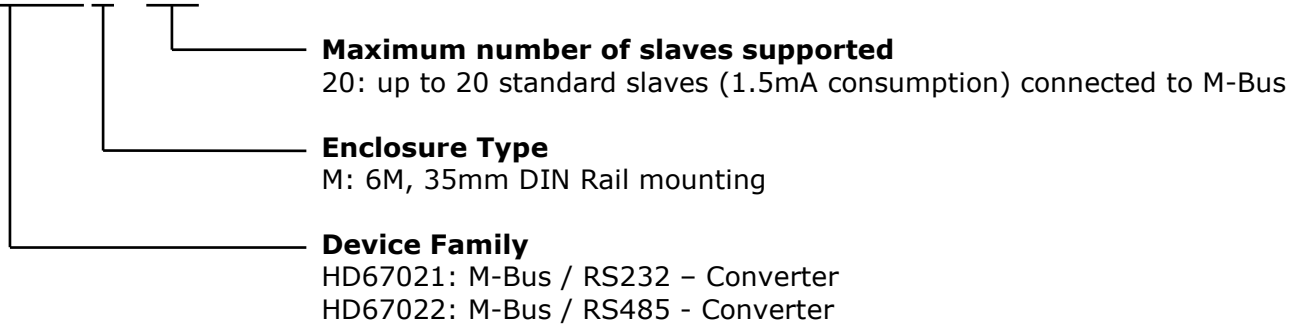 Maximum number of slaves supported
20: up to 20 standard slaves (1.5mA consumption) connected to M-Bus
Enclosure Type
M: 6M, 35mm DIN Rail mounting
Device Family
HD67021: M-Bus / RS232 – Converter
HD67022: M-Bus / RS485 - Converter